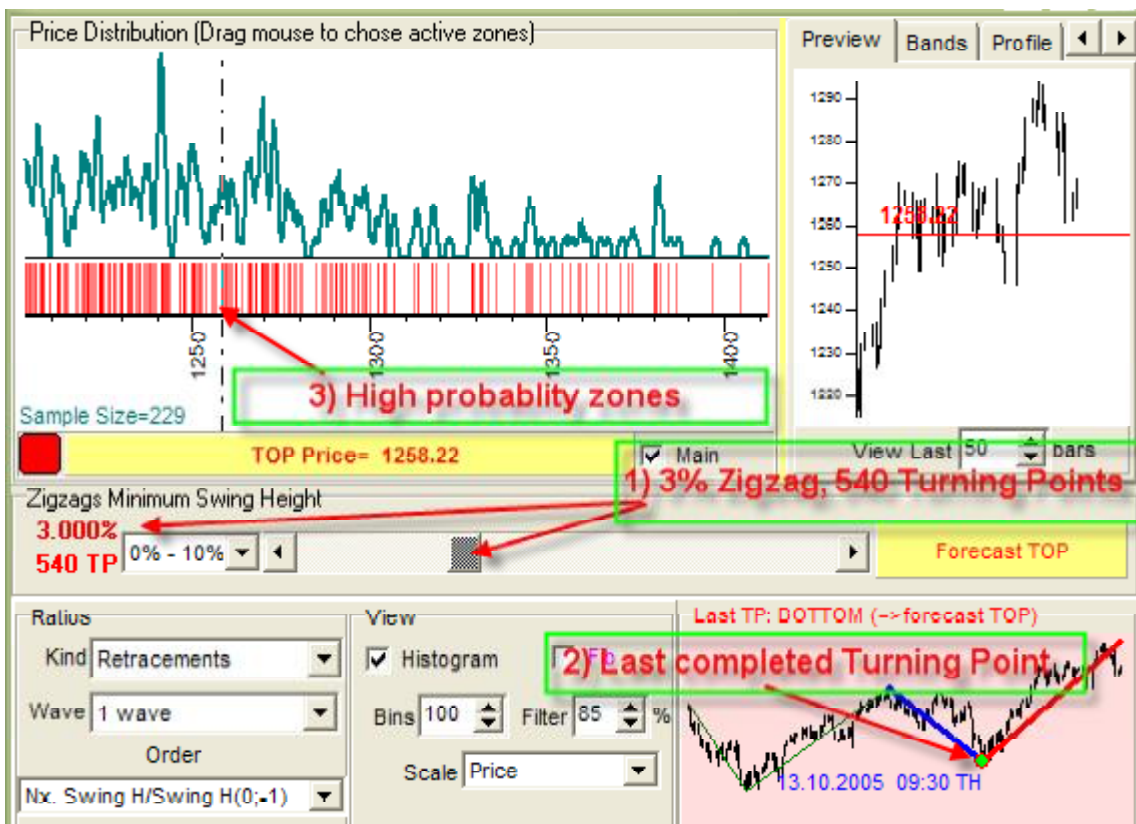 Price Distribution (Drag mouse to chose active zones)
1250
1300
1350
1400
3) High probablity zones
Sample Size=229
TOP Price= 1258.22
Main
Preview
Bands
Profile
1290
1280
1270
1260
1258.22
1250
1240
1230
View Last 50 bars
1) 3% Zigzag, 540 Turning Points
Zigzags Minimum Swing Height
3.000%
540 TP
0% - 10%
Forecast TOP
Ratios
Kind Retracements
Wave 1 wave
Order
Nx. Swing H/Swing H(0;-1)
View
Histogram
Bins 100 Filter 85 %
Scale Price
Last TP: BOTTOM (->forecast TOP)
2) Last completed Turning Point
13.10.2005 09:30 TH